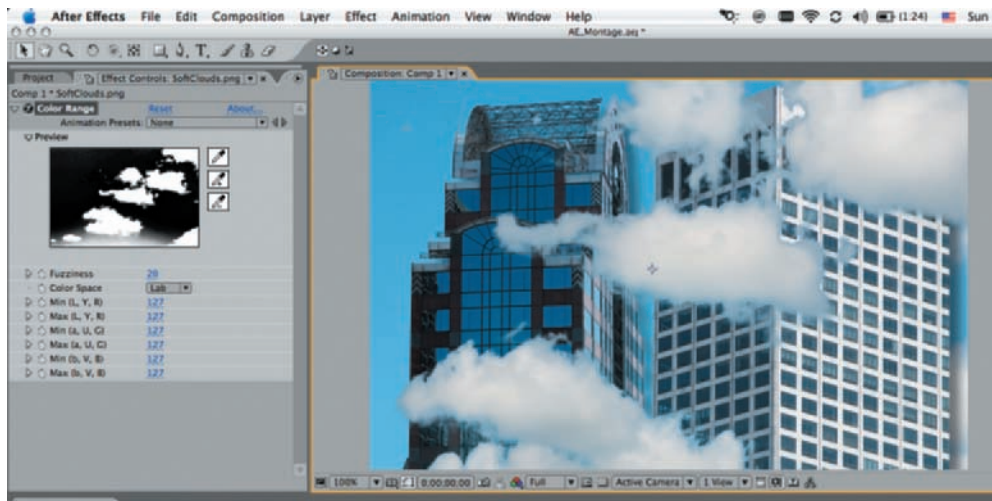 After Effects File Edit Composition Layer Effect Animation View Window Help (1:24) Sun
AE_Montage.aep *
Project Effect Controls: SoftClouds.png
Composition: Comp 1
Comp 1 * SoftClouds.png
Color Range Reset About...
Animation Presets: None
Preview
Fuzziness 20
Color Space Lab
Min (L, Y, R) 127
Max (L, Y, R) 127
Min (a, U, G) 127
Max (a, U, G) 127
Min (b, V, B) 127
Max (b, V, B) 127
100% 0:00:00:00 Full Active Camera 1 View